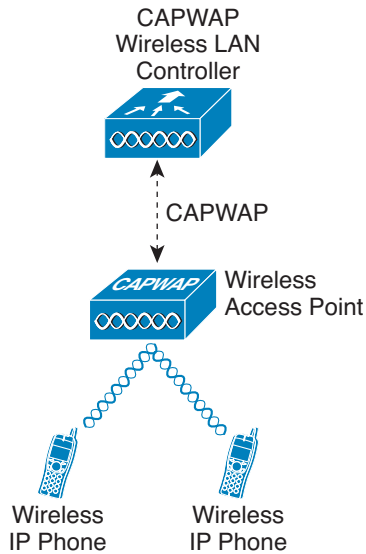 CAPWAP
Wireless LAN
Controller
CAPWAP
CAPWAP
Wireless
Access Point
Wireless
IP Phone
Wireless
IP Phone